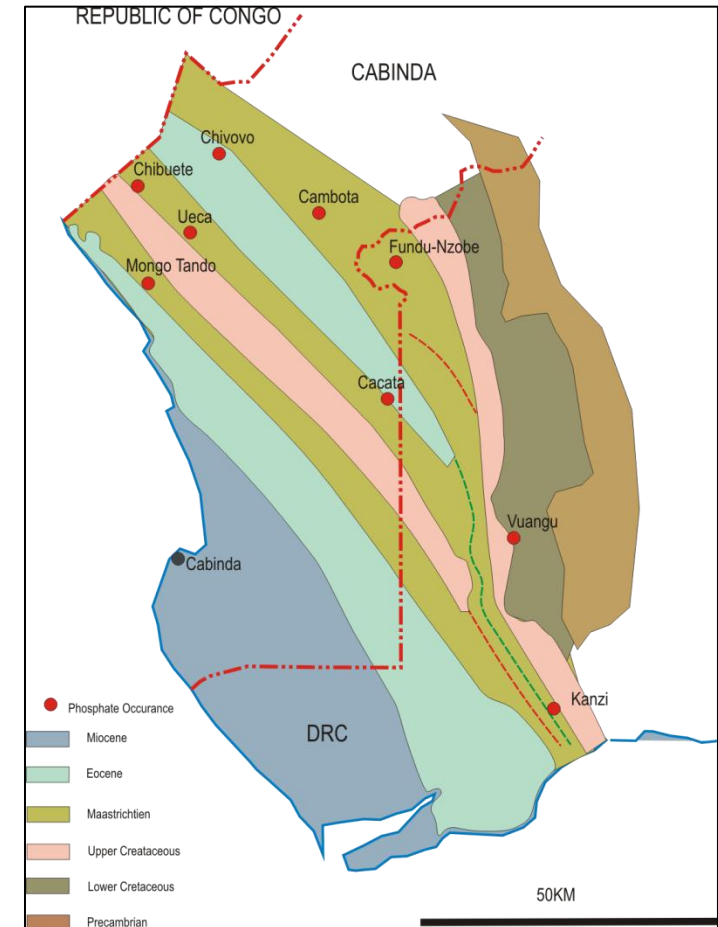 REPUBLIC OF CONGO
CABINDA
Chivovo
Chibuete
Cambota
Ueca
Fundu-Nzobe
Mongo Tando
Cacata
Vuangu
Cabinda
Kanzi
DRC
Phosphate Occurance
Miocene
Eocene
Maastrichtien
Upper Creataceous
Lower Cretaceous
Precambrian
50KM